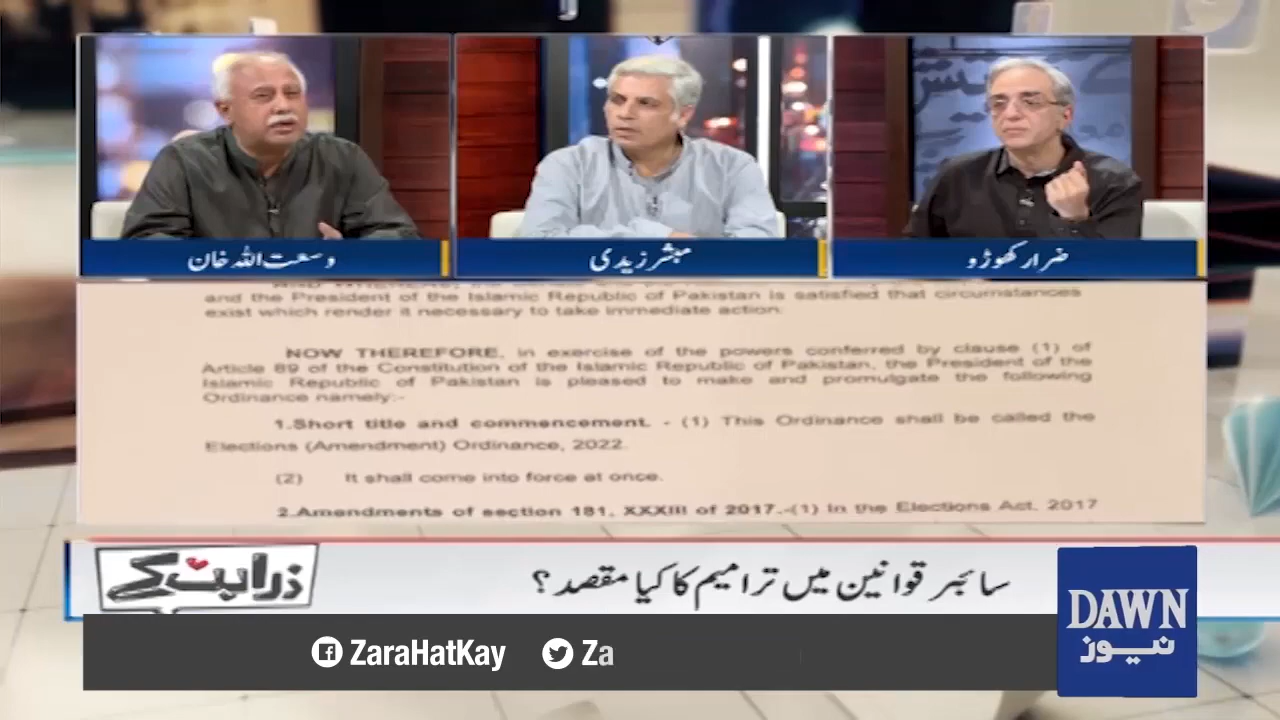 وسعت اللہ خان
مبشر زیدی
ضرار کھوڑو
and the President of the Islamic Republic of Pakistan is satisfied that circumstances
exist which render it necessary to take immediate action:
NOW THEREFORE, in exercise of the powers conferred by clause (1) of
Article 89 of the Constitution of the Islamic Republic of Pakistan, the President of the
Islamic Republic of Pakistan is pleased to make and promulgate the following
Ordinance namely:-
1.Short title and commencement. - (1) This Ordinance shall be called the
Elections (Amendment) Ordinance, 2022.
(2) It shall come into force at once.
2.Amendments of section 181, XXXIII of 2017.-(1) In the Elections Act, 2017
ذرا ہٹ کے
سائبر قوانین میں ترامیم کا کیا مقصد؟
DAWN
نیوز
ZaraHatKay
Za